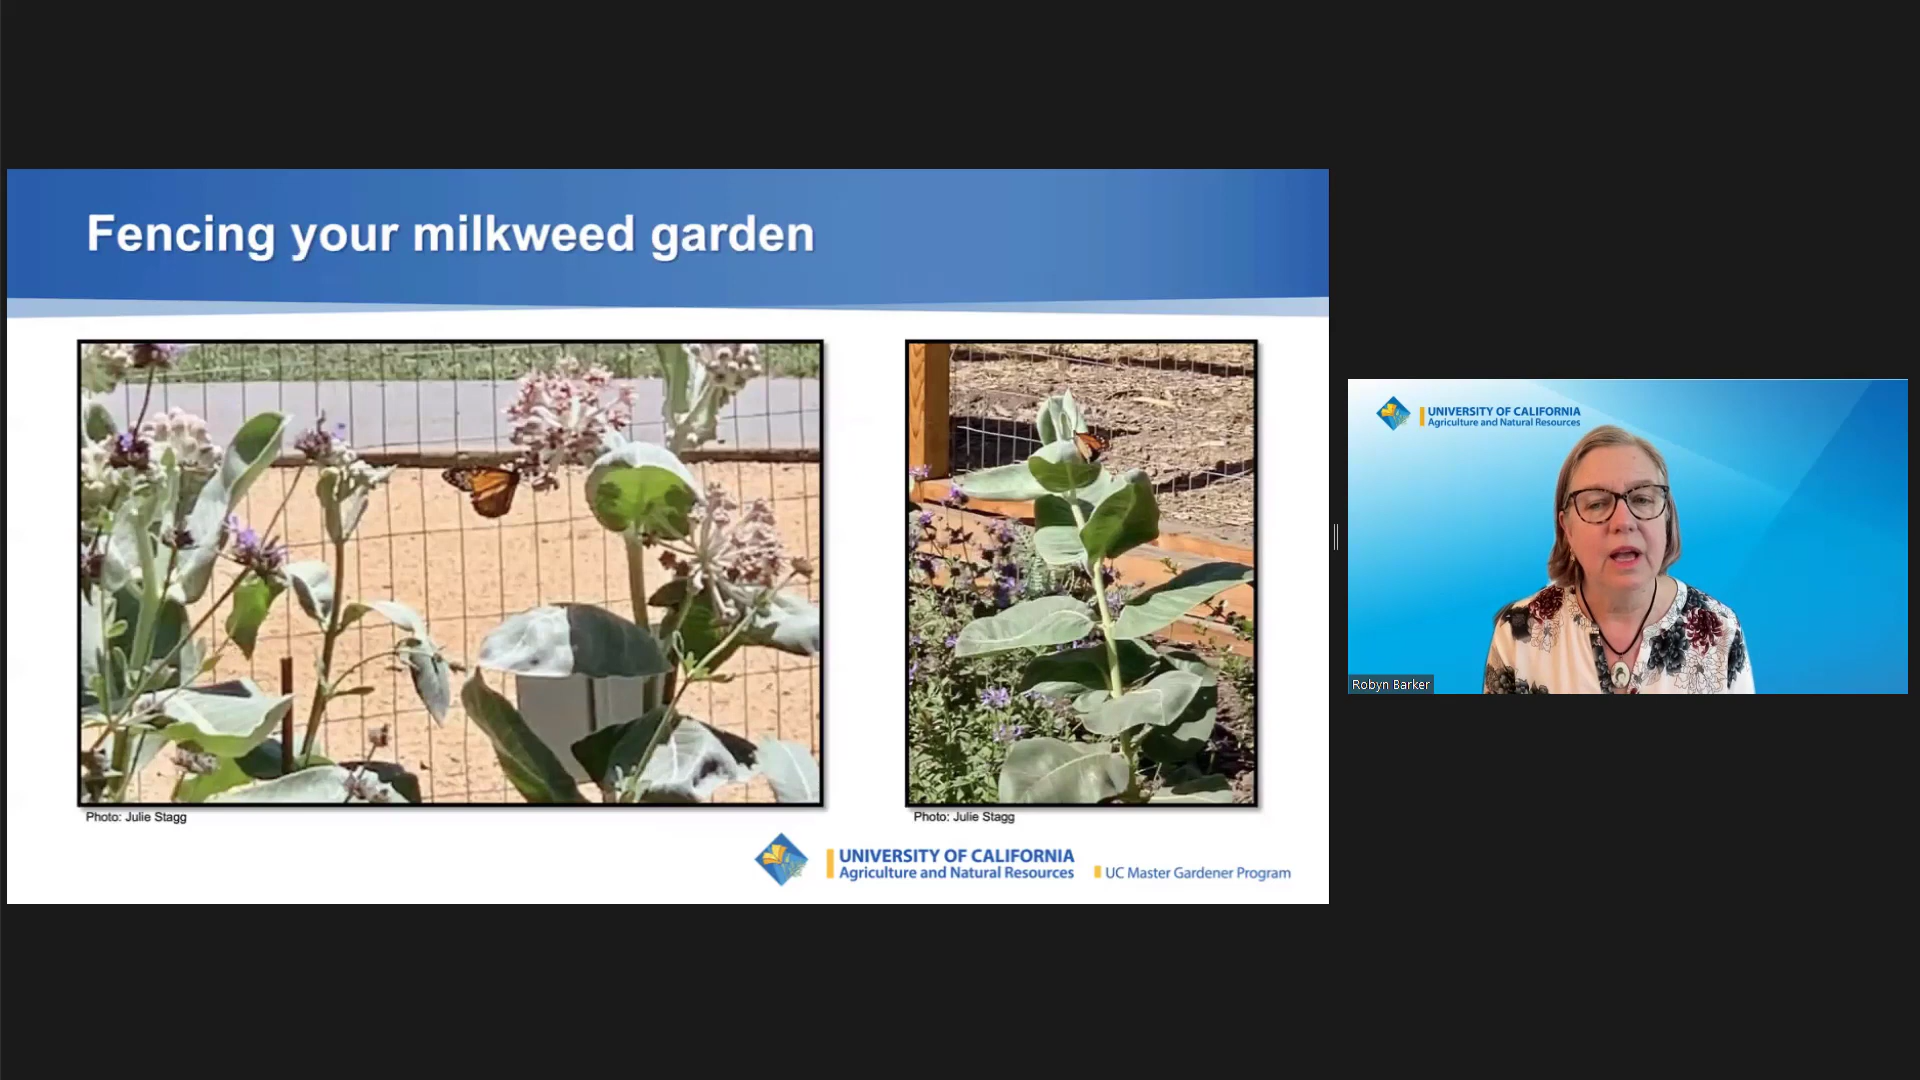 Fencing your milkweed garden
Photo: Julie Stagg
Photo: Julie Stagg
UNIVERSITY OF CALIFORNIA
Agriculture and Natural Resources
UC Master Gardener Program
UNIVERSITY OF CALIFORNIA
Agriculture and Natural Resources
Robyn Barker